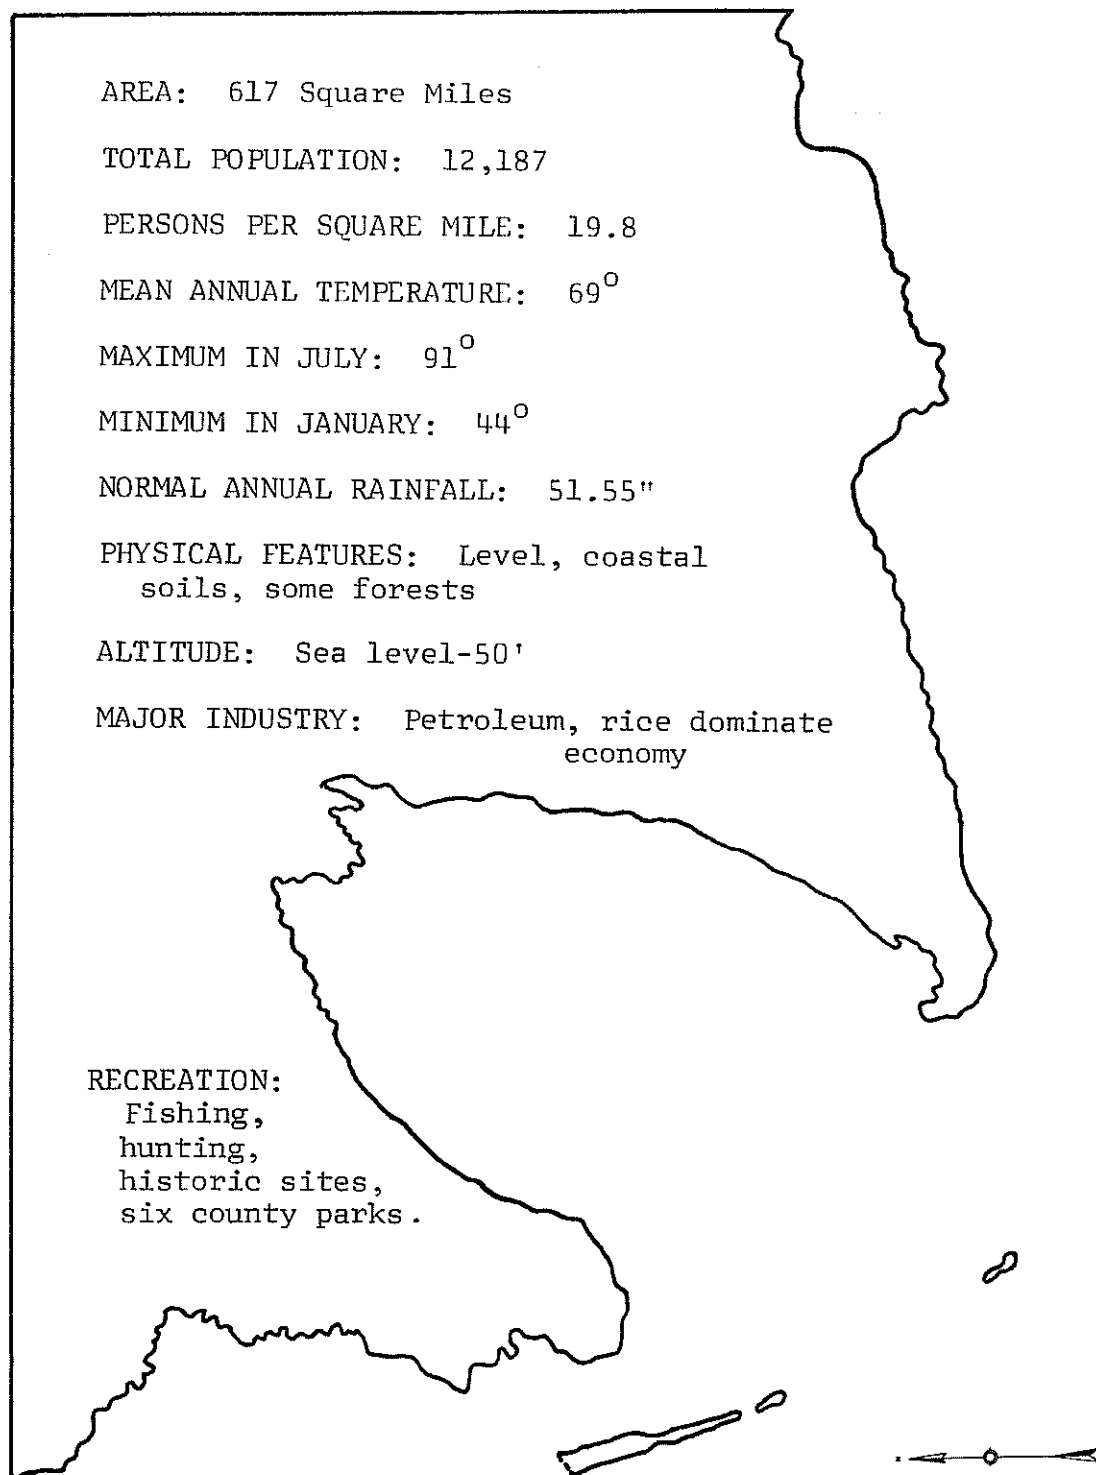 AREA: 617 Square Miles
TOTAL POPULATION: 12,187
PERSONS PER SQUARE MILE: 19.8
MEAN ANNUAL TEMPERATURE: 69°
MAXIMUM IN JULY: 91°
MINIMUM IN JANUARY: 44°
NORMAL ANNUAL RAINFALL: 51.55"
PHYSICAL FEATURES: Level, coastal
soils, some forests
ALTITUDE: Sea level-50'
MAJOR INDUSTRY: Petroleum, rice dominate
economy
RECREATION:
Fishing,
hunting,
historic sites,
six county parks.